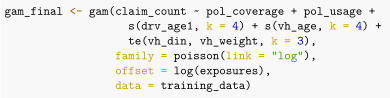 gam_final <- gam(claim_count ~ pol_coverage + pol_usage +
s(drv_age1, k = 4) + s(vh_age, k = 4) +
te(vh_din, vh_weight, k = 3),
family = poisson(link = "log"),
offset = log(exposures),
data = training_data)